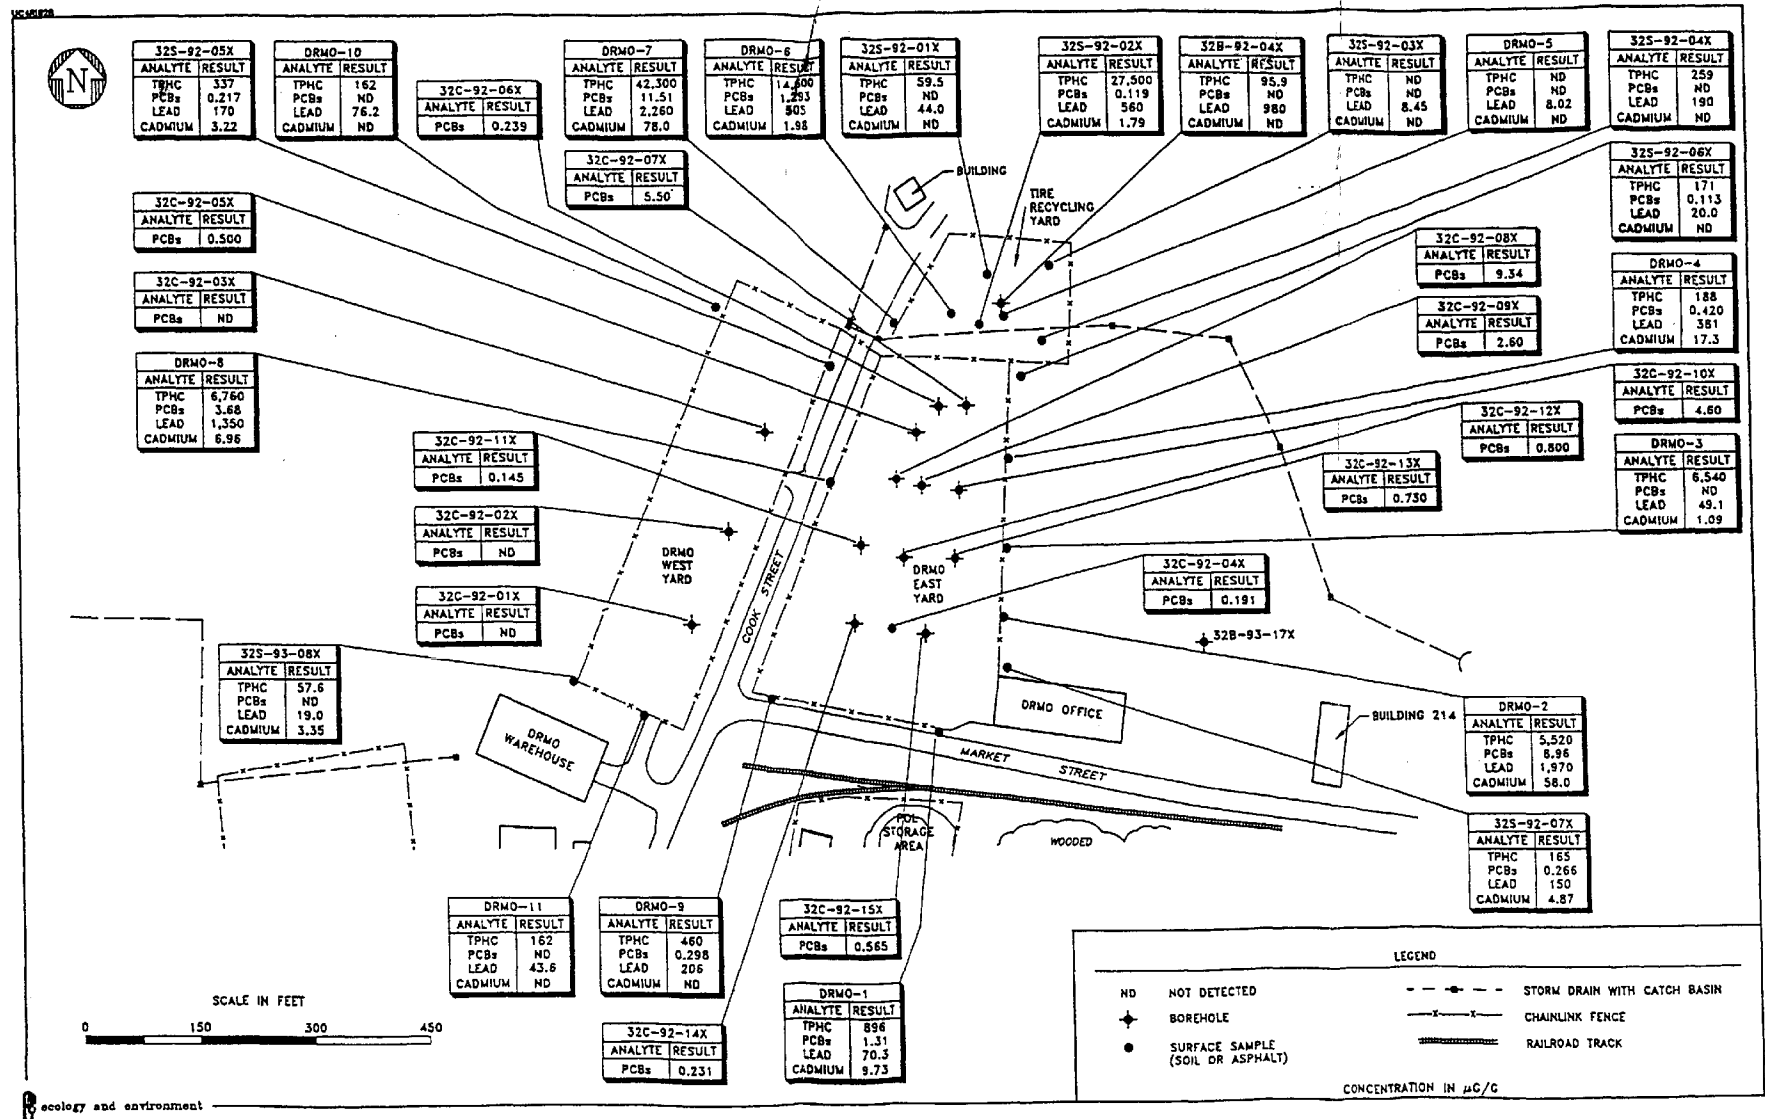 UC481828
N
32S-92-05X
ANALYTE RESULT
TPHC 337
PCBs 0.217
LEAD 170
CADMIUM 3.22
DRMO-10
ANALYTE RESULT
TPHC 162
PCBs ND
LEAD 76.2
CADMIUM ND
32C-92-06X
ANALYTE RESULT
PCBs 0.239
DRMO-7
ANALYTE RESULT
TPHC 42,300
PCBs 11.51
LEAD 2,260
CADMIUM 78.0
DRMO-6
ANALYTE RESULT
TPHC
PCBs 1.293
LEAD 505
CADMIUM 1.98
32S-92-01X
ANALYTE RESULT
TPHC 59.5
PCBs ND
LEAD 44.0
CADMIUM ND
32S-92-02X
ANALYTE RESULT
TPHC 27,500
PCBs 0.119
LEAD 560
CADMIUM 1.79
32B-92-04X
ANALYTE RESULT
TPHC 95.9
PCBs ND
LEAD 980
CADMIUM ND
32S-92-03X
ANALYTE RESULT
TPHC ND
PCBs ND
LEAD 8.45
CADMIUM ND
DRMO-5
ANALYTE RESULT
TPHC ND
PCBs ND
LEAD 8.02
CADMIUM ND
32S-92-04X
ANALYTE RESULT
TPHC 259
PCBs ND
LEAD 190
CADMIUM ND
32C-92-07X
ANALYTE RESULT
PCBs 5.50
32S-92-06X
ANALYTE RESULT
TPHC 171
PCBs 0.113
LEAD 20.0
CADMIUM ND
32C-92-05X
ANALYTE RESULT
PCBs 0.500
BUILDING
TIRE
RECYCLING
YARD
32C-92-08X
ANALYTE RESULT
PCBs 9.34
DRMO-4
ANALYTE RESULT
TPHC 188
PCBs 0.420
LEAD 381
CADMIUM 17.3
32C-92-03X
ANALYTE RESULT
PCBs ND
32C-92-09X
ANALYTE RESULT
PCBs 2.60
DRMO-8
ANALYTE RESULT
TPHC 6,760
PCBs 3.68
LEAD 1,350
CADMIUM 6.96
32C-92-10X
ANALYTE RESULT
PCBs 4.60
32C-92-12X
ANALYTE RESULT
PCBs 0.800
32C-92-11X
ANALYTE RESULT
PCBs 0.145
32C-92-13X
ANALYTE RESULT
PCBs 0.730
DRMO-3
ANALYTE RESULT
TPHC 6,540
PCBs ND
LEAD 49.1
CADMIUM 1.09
32C-92-02X
ANALYTE RESULT
PCBs ND
DRMO
WEST
YARD
COOK STREET
DRMO
EAST
YARD
32C-92-04X
ANALYTE RESULT
PCBs 0.191
32C-92-01X
ANALYTE RESULT
PCBs ND
32B-93-17X
32S-93-08X
ANALYTE RESULT
TPHC 57.6
PCBs ND
LEAD 19.0
CADMIUM 3.35
DRMO
WAREHOUSE
DRMO OFFICE
BUILDING 214
MARKET STREET
DRMO-2
ANALYTE RESULT
TPHC 5,520
PCBs 8.96
LEAD 1,970
CADMIUM 58.0
POL
STORAGE
AREA
WOODED
32S-92-07X
ANALYTE RESULT
TPHC 165
PCBs 0.266
LEAD 150
CADMIUM 4.87
DRMO-11
ANALYTE RESULT
TPHC 162
PCBs ND
LEAD 43.6
CADMIUM ND
DRMO-9
ANALYTE RESULT
TPHC 460
PCBs 0.298
LEAD 206
CADMIUM ND
32C-92-15X
ANALYTE RESULT
PCBs 0.565
DRMO-1
ANALYTE RESULT
TPHC 896
PCBs 1.31
LEAD 70.3
CADMIUM 9.73
32C-92-14X
ANALYTE RESULT
PCBs 0.231
SCALE IN FEET
0 150 300 450
LEGEND
ND NOT DETECTED
BOREHOLE
SURFACE SAMPLE
(SOIL OR ASPHALT)
STORM DRAIN WITH CATCH BASIN
CHAINLINK FENCE
RAILROAD TRACK
CONCENTRATION IN µG/G
ecology and environment